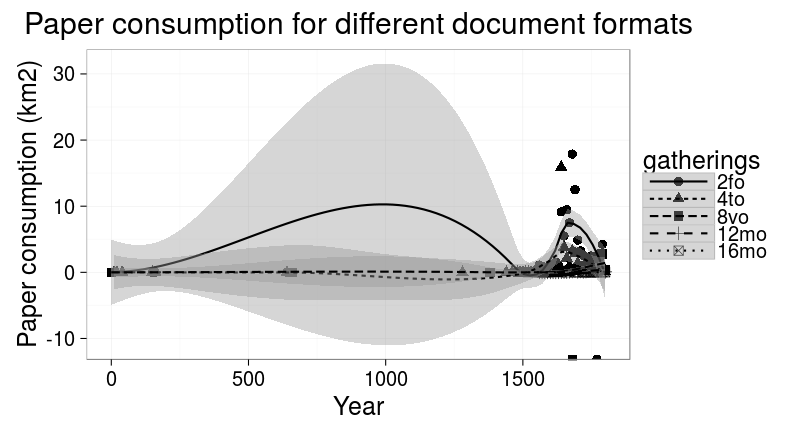 Paper consumption for different document formats
Paper consumption (km2)
30
20
10
0
-10
0 500 1000 1500
Year
gatherings
2fo
4to
8vo
12mo
16mo